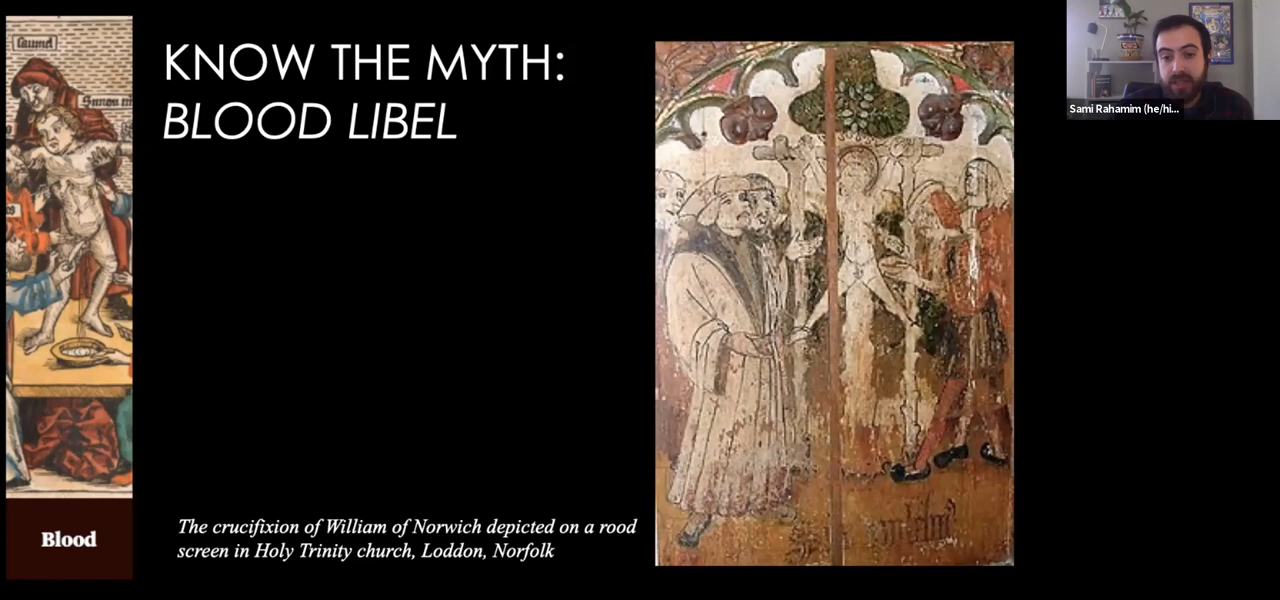 KNOW THE MYTH:
BLOOD LIBEL
The crucifixion of William of Norwich depicted on a rood
screen in Holy Trinity church, Loddon, Norfolk
Blood
Sami Rahamim (he/hi...